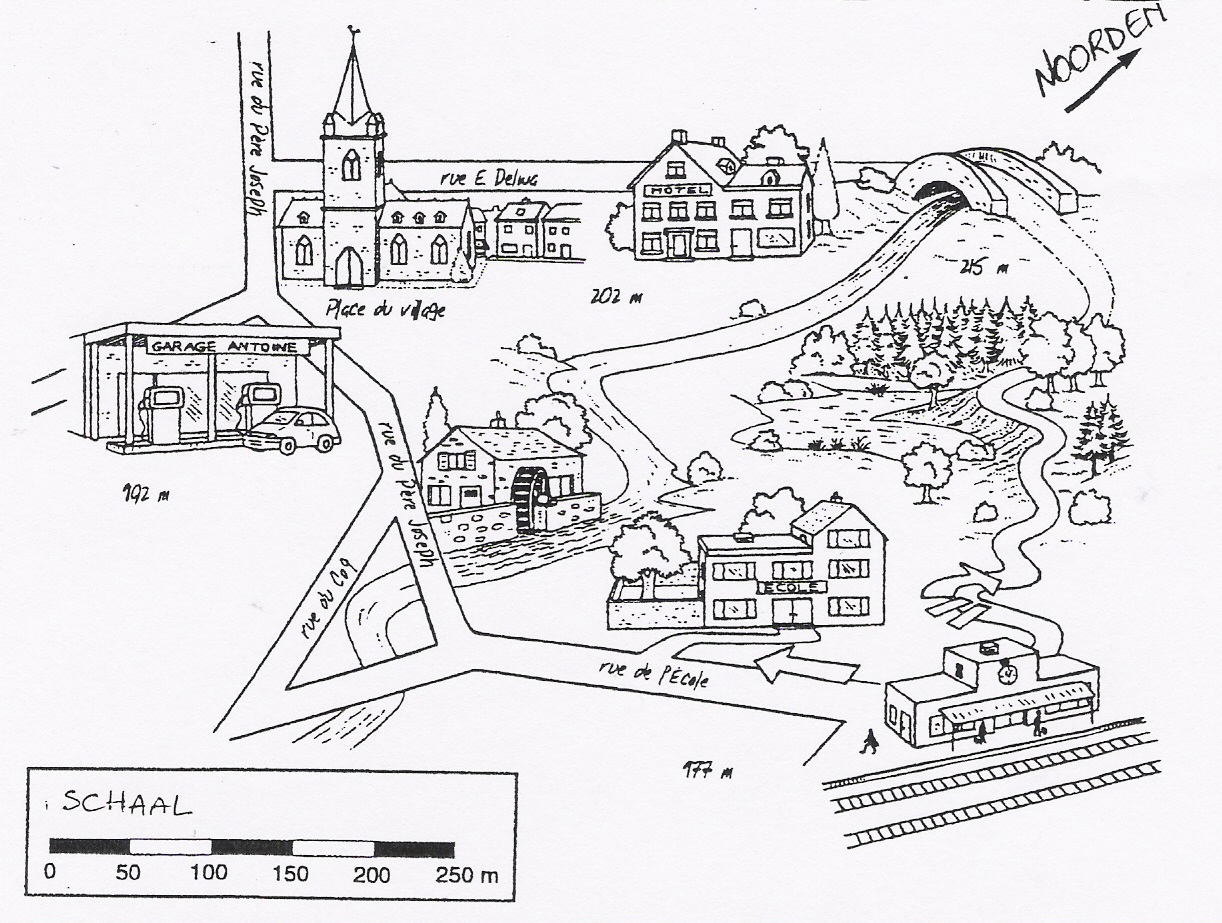 NOORDEN
rue du Père Joseph
rue E. Delwa
HOTEL
215 m
202 m
Place du village
GARAGE ANTOINE
rue du Père Joseph
192 m
rue du Coq
ECOLE
rue de l'École
177 m
SCHAAL
0 50 100 150 200 250 m